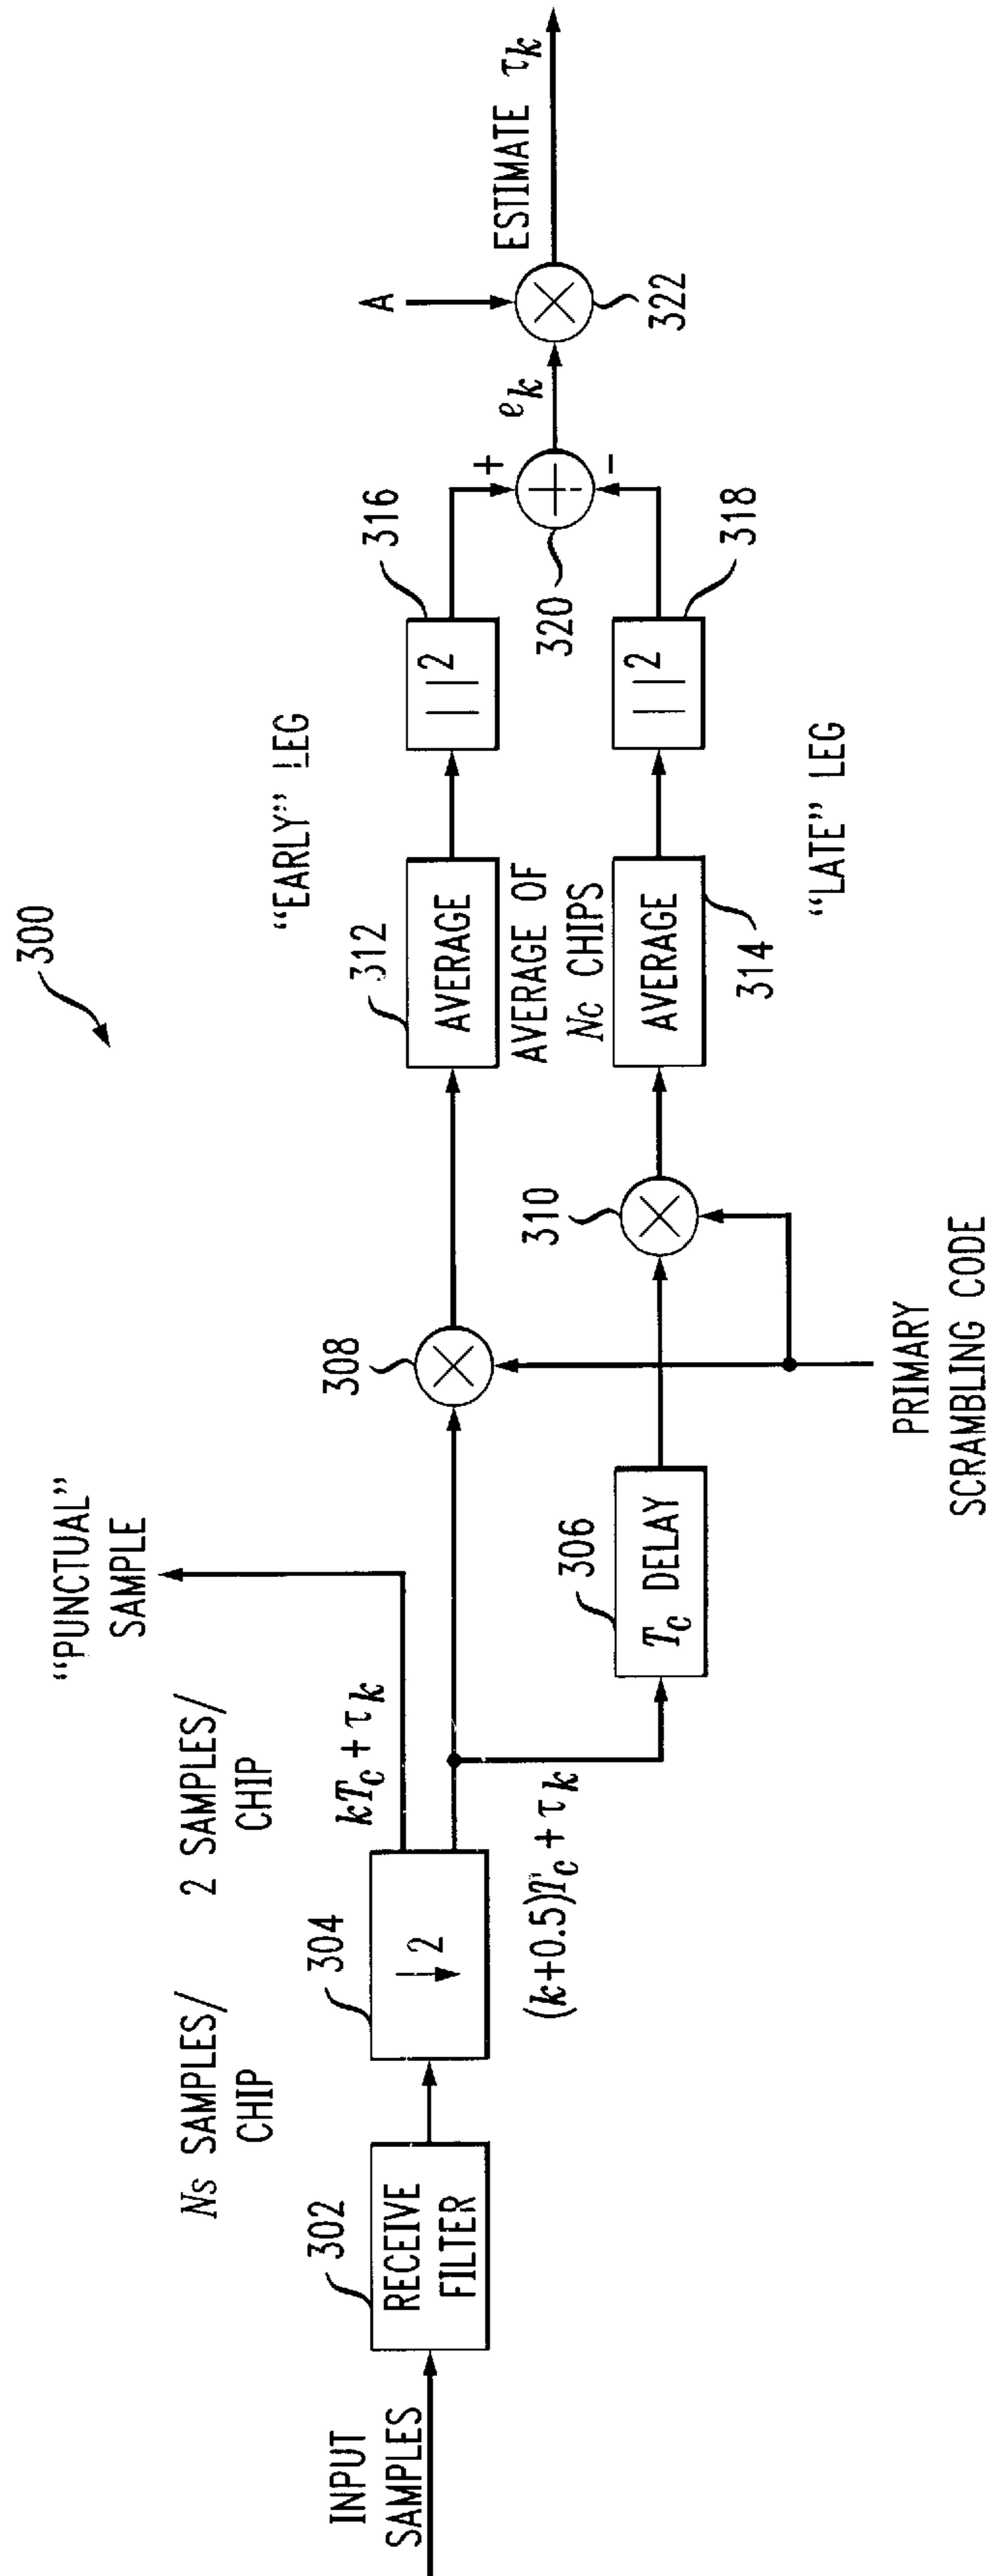 300
INPUT
SAMPLES
302
RECEIVE
FILTER
Ns SAMPLES/
CHIP
304
↓2
2 SAMPLES/
CHIP
kTc + τk
(k+0.5)Tc + τk
"PUNCTUAL"
SAMPLE
306
Tc DELAY
308
310
PRIMARY
SCRAMBLING CODE
"EARLY" LEG
312
AVERAGE
AVERAGE OF
Nc CHIPS
AVERAGE
314
"LATE" LEG
316
| |2
| |2
318
+
-
320
ek
A
322
ESTIMATE τk